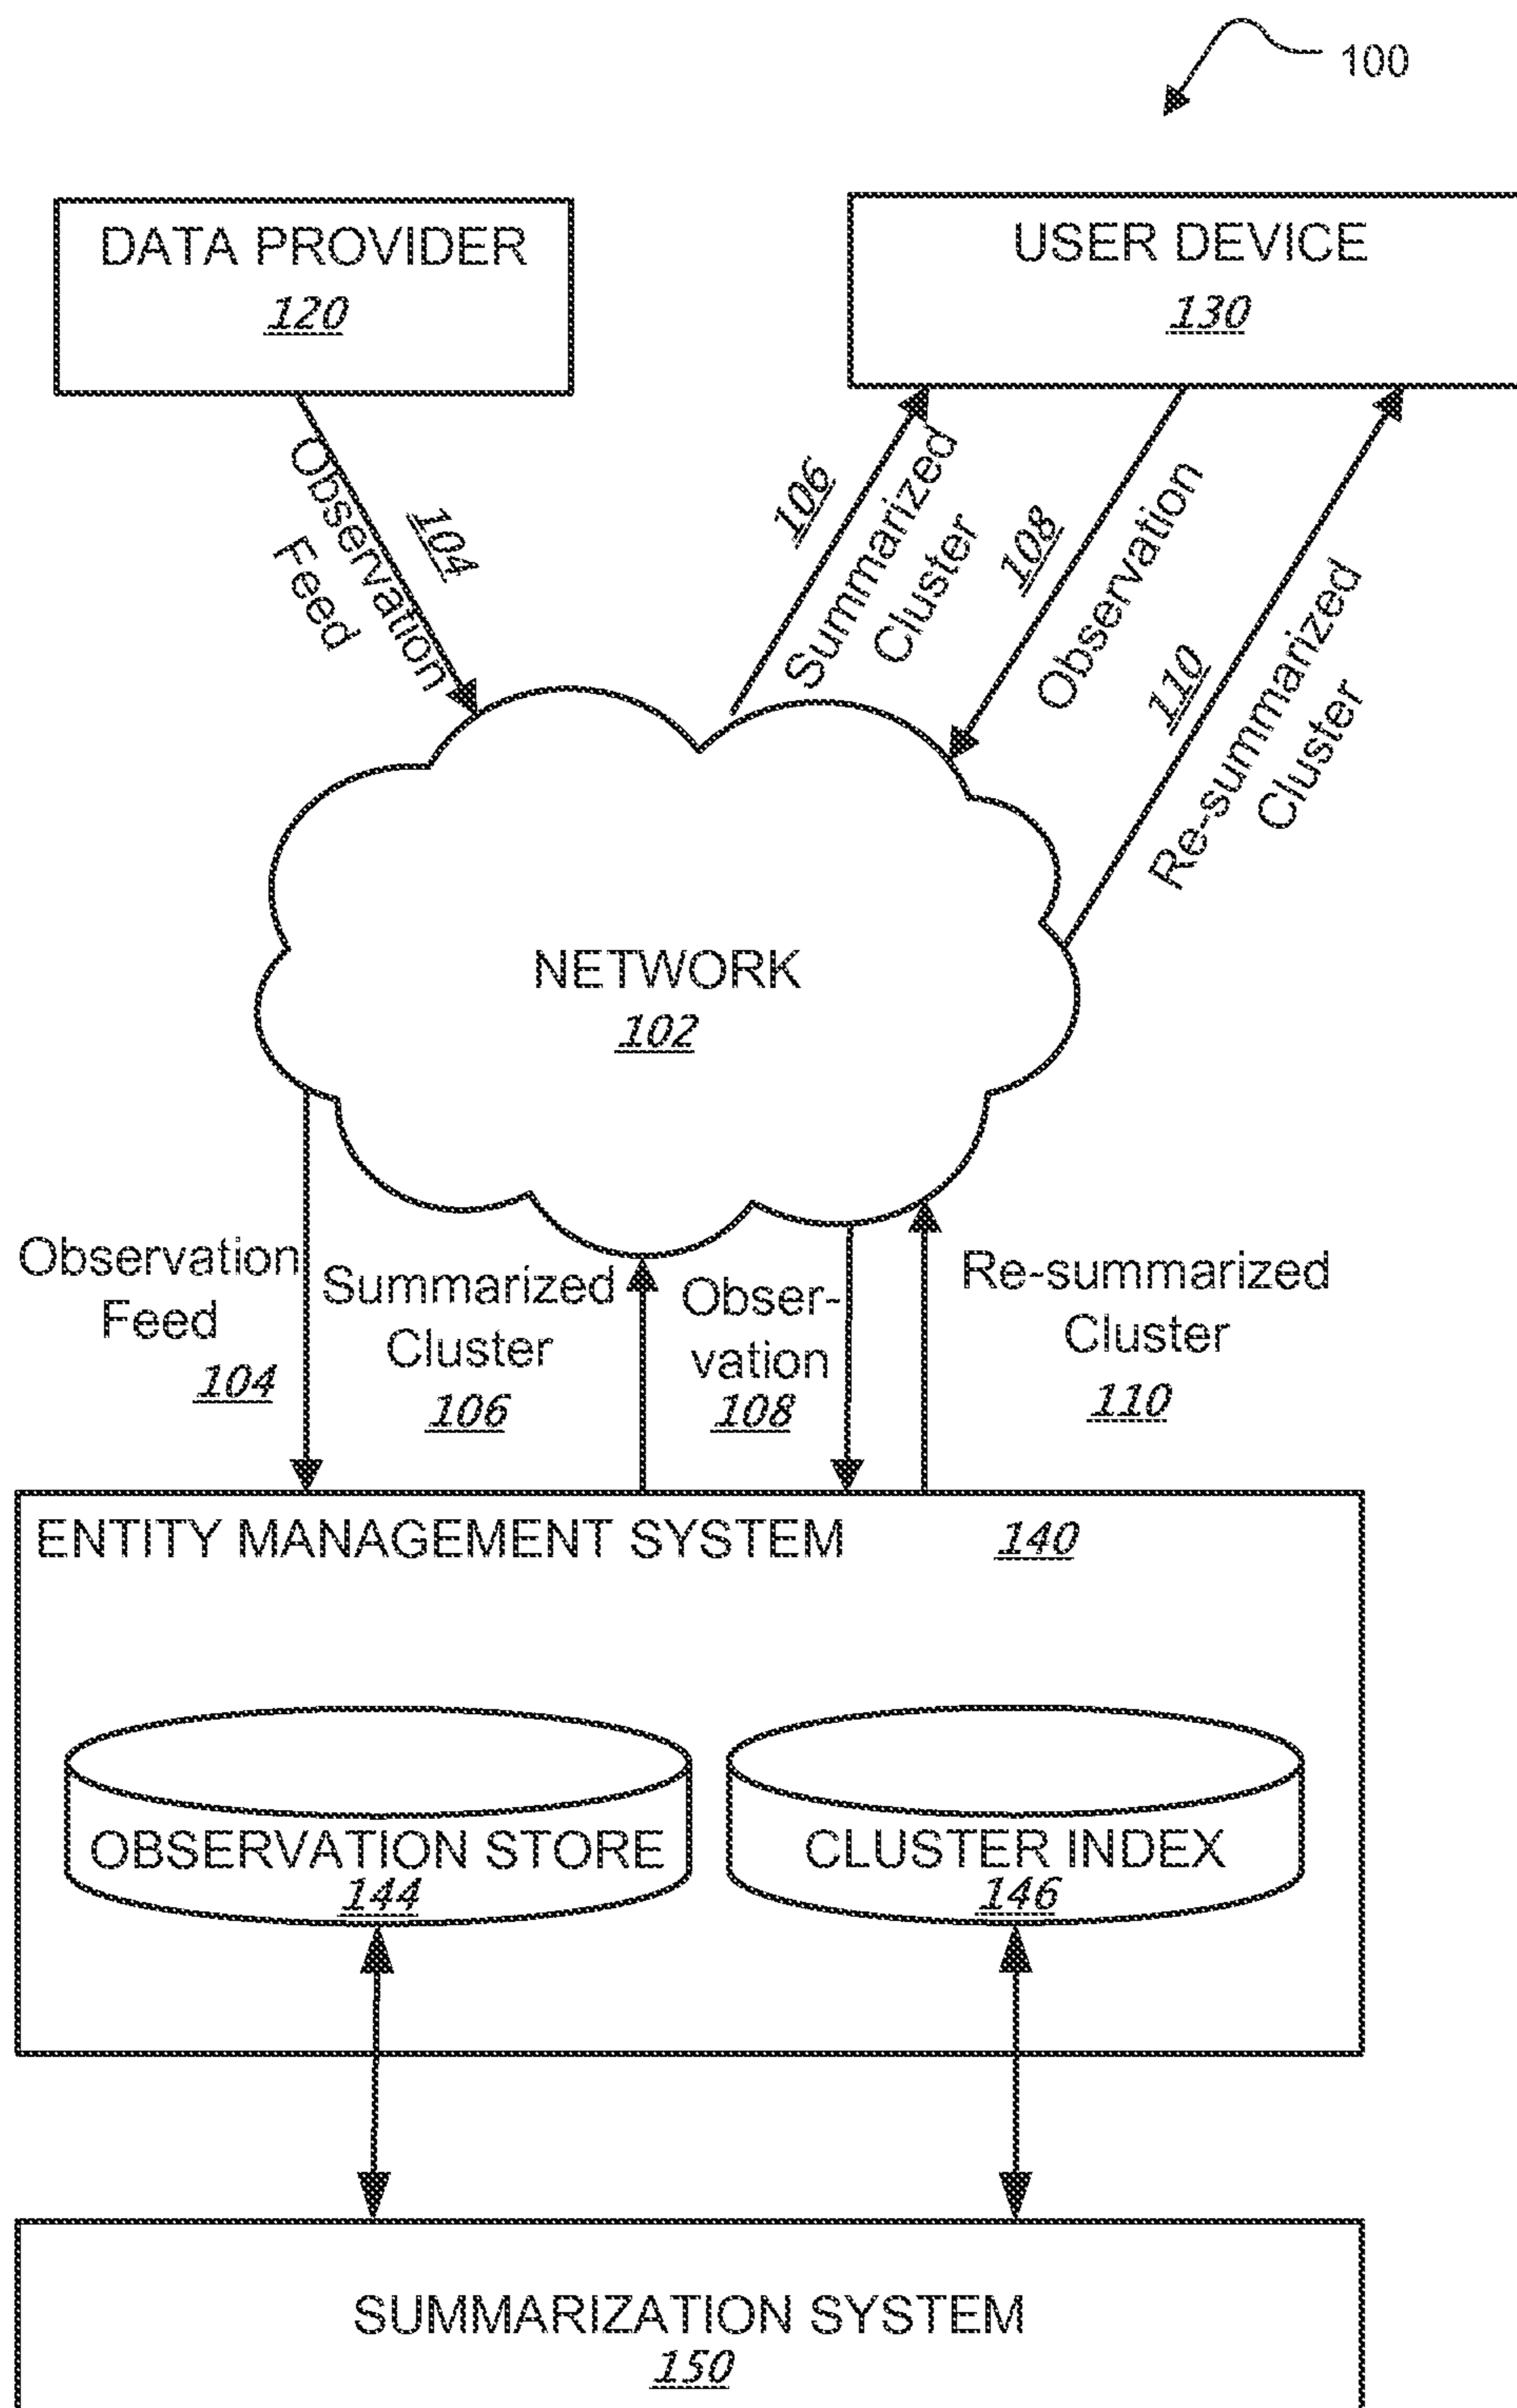 100
DATA PROVIDER
120
USER DEVICE
130
Observation
Feed
104
106
Summarized
Cluster
108
Observation
110
Re-summarized
Cluster
NETWORK
102
Observation
Feed
104
Summarized
Cluster
106
Obser-
vation
108
Re-summarized
Cluster
110
ENTITY MANAGEMENT SYSTEM 140
OBSERVATION STORE
144
CLUSTER INDEX
146
SUMMARIZATION SYSTEM
150